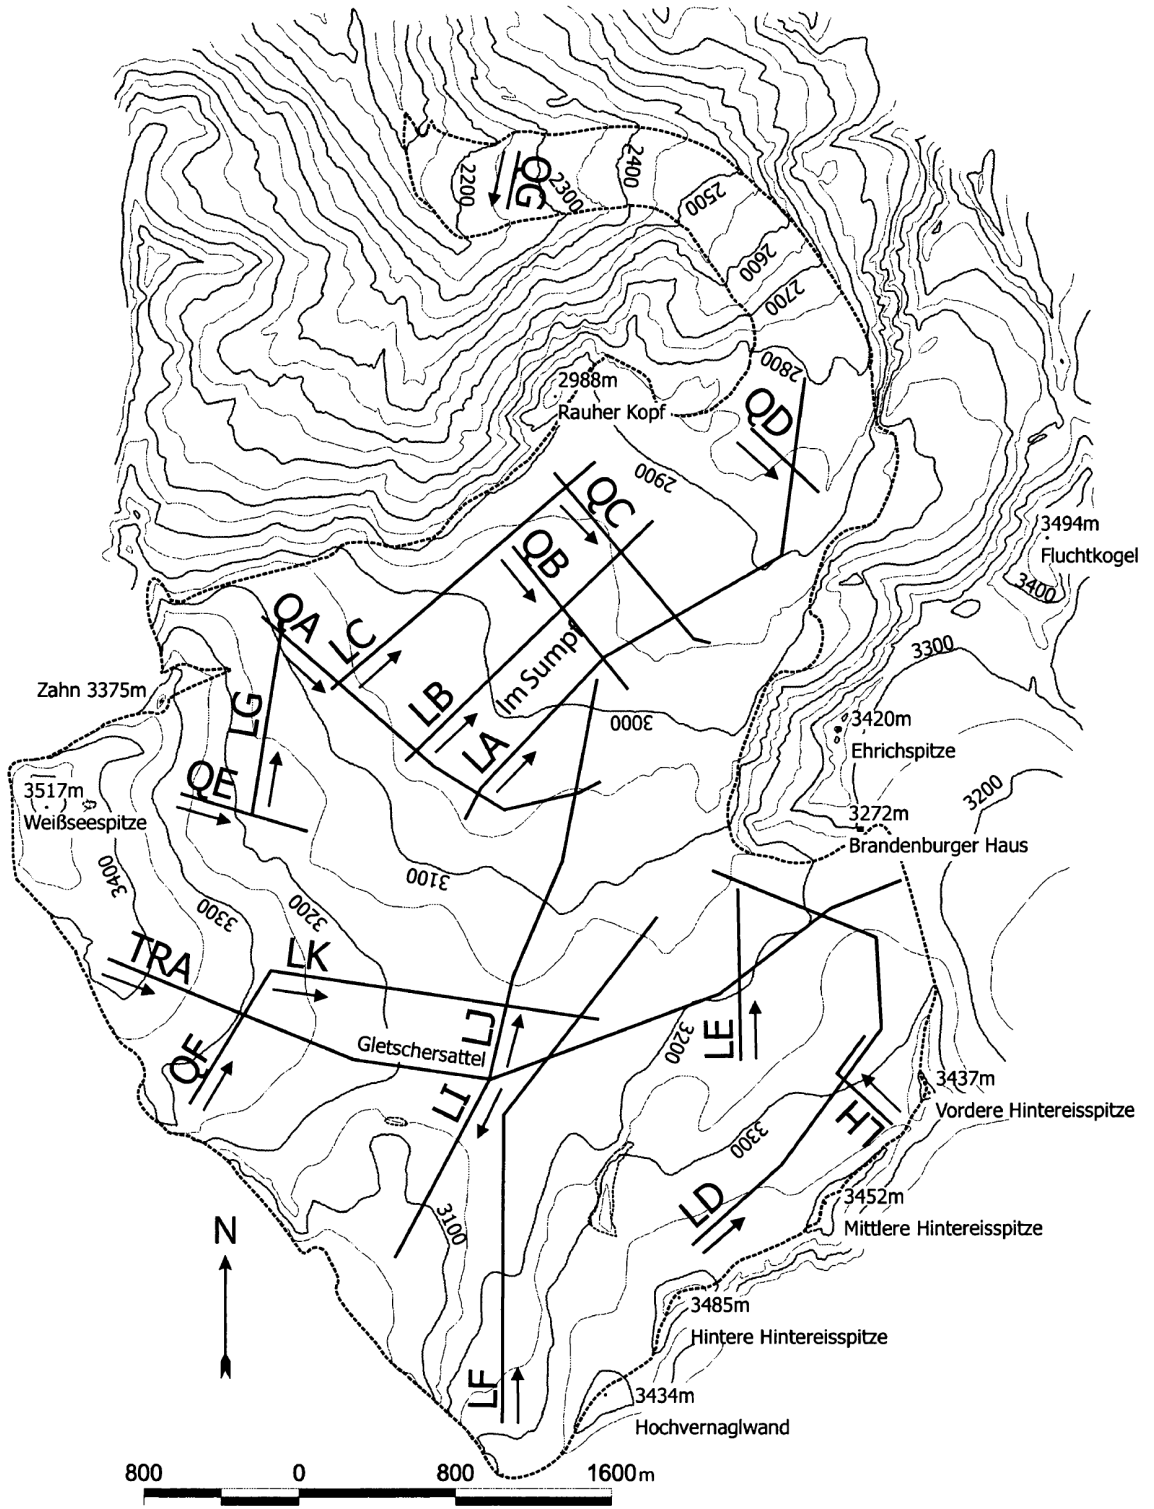 QG
2200
2300
2400
2500
2600
2700
2800
2988m
Rauher Kopf
QD
2900
QC
QB
3494m
Fluchtkogel
3400
QA
LC
3300
Im Sumpf
Zahn 3375m
LG
LB
LA
3000
3420m
Ehrichspitze
QE
3517m
Weißseespitze
3200
3272m
Brandenburger Haus
3400
3100
3300
3200
TRA
LK
LJ
Gletschersattel
LE
3200
QF
LI
3437m
Vordere Hintereisspitze
LH
3300
3452m
Mittlere Hintereisspitze
LD
3100
N
3485m
Hintere Hintereisspitze
LF
3434m
Hochvernaglwand
800 0 800 1600m